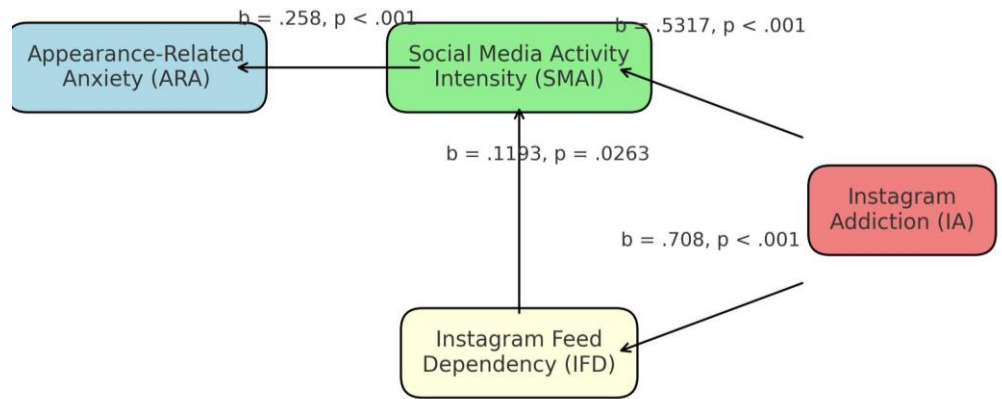 b = .258, p < .001
b = .5317, p < .001
Appearance-Related
Anxiety (ARA)
Social Media Activity
Intensity (SMAI)
b = .1193, p = .0263
Instagram
Addiction (IA)
b = .708, p < .001
Instagram Feed
Dependency (IFD)